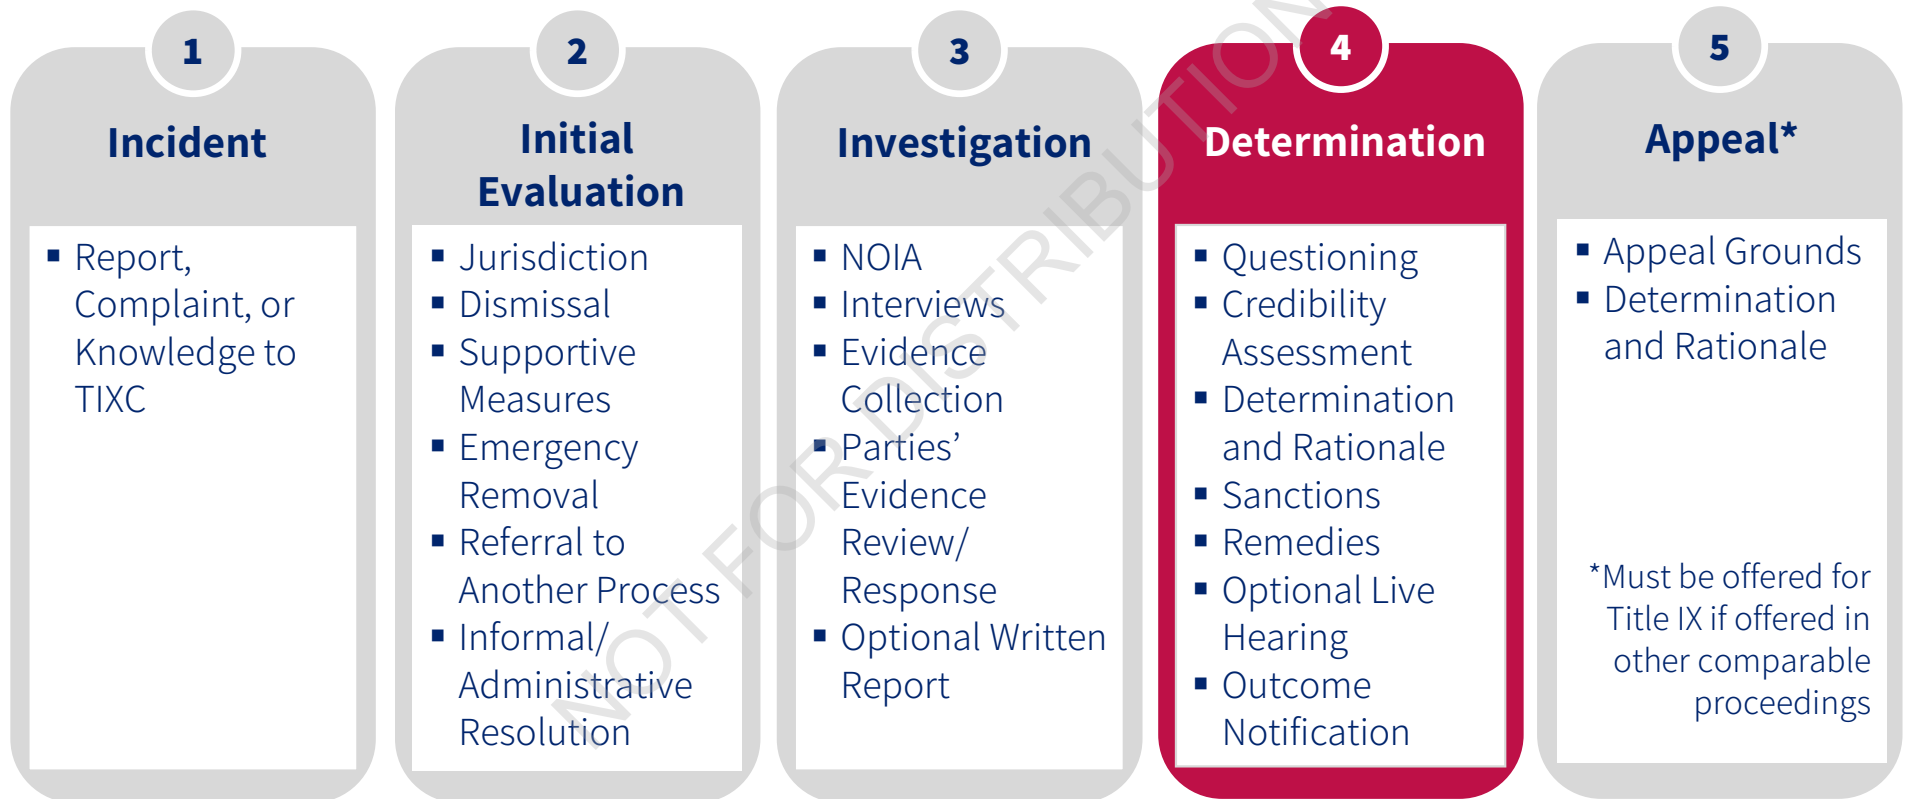 1
Incident
▪ Report,
Complaint, or
Knowledge to
TIXC
2
Initial
Evaluation
▪ Jurisdiction
▪ Dismissal
▪ Supportive
Measures
▪ Emergency
Removal
▪ Referral to
Another Process
▪ Informal/
Administrative
Resolution
3
Investigation
▪ NOIA
▪ Interviews
▪ Evidence
Collection
▪ Parties’
Evidence
Review/
Response
▪ Optional Written
Report
4
Determination
▪ Questioning
▪ Credibility
Assessment
▪ Determination
and Rationale
▪ Sanctions
▪ Remedies
▪ Optional Live
Hearing
▪ Outcome
Notification
5
Appeal*
▪ Appeal Grounds
▪ Determination
and Rationale
*Must be offered for
Title IX if offered in
other comparable
proceedings
NOT FOR DISTRIBUTION